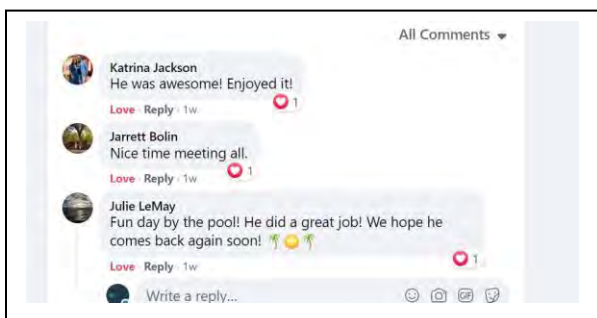 All Comments
Katrina Jackson
He was awesome! Enjoyed it!
Love · Reply · 1w
1
Jarrett Bolin
Nice time meeting all.
Love · Reply · 1w
1
Julie LeMay
Fun day by the pool! He did a great job! We hope he
comes back again soon! 🌴🌞🌴
Love · Reply · 1w
1
Write a reply...
GIF